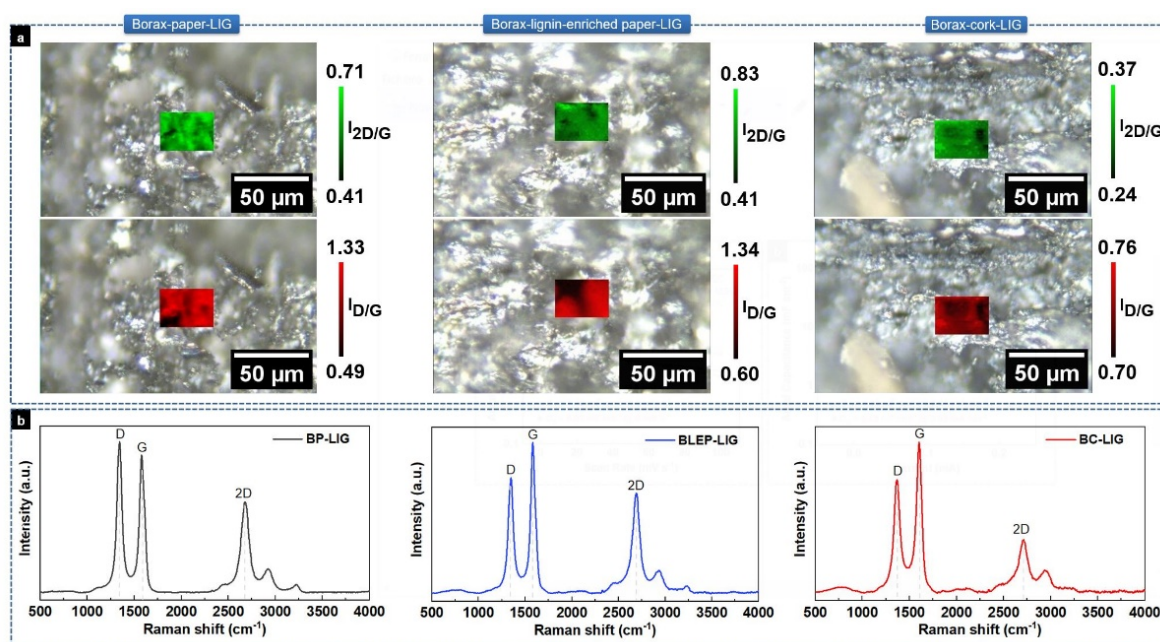 Borax-paper-LIG
Borax-lignin-enriched paper-LIG
Borax-cork-LIG
a
0.71
I2D/G
0.41
50 µm
0.83
I2D/G
0.41
50 µm
0.37
I2D/G
0.24
50 µm
1.33
ID/G
0.49
50 µm
1.34
ID/G
0.60
50 µm
0.76
ID/G
0.70
50 µm
b
Intensity (a.u.)
D
G
2D
BP-LIG
500 1000 1500 2000 2500 3000 3500 4000
Raman shift (cm⁻¹)
Intensity (a.u.)
D
G
2D
BLEP-LIG
500 1000 1500 2000 2500 3000 3500 4000
Raman shift (cm⁻¹)
Intensity (a.u.)
D
G
2D
BC-LIG
500 1000 1500 2000 2500 3000 3500 4000
Raman shift (cm⁻¹)